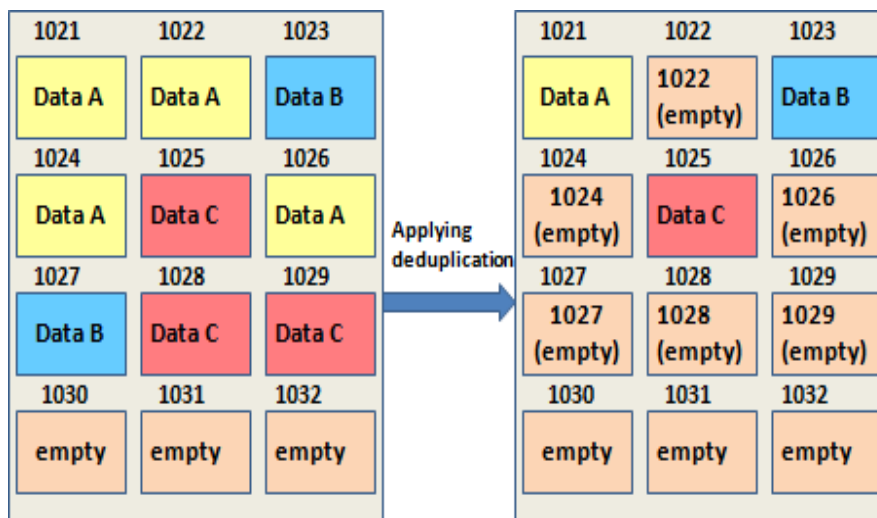 1021 1022 1023
Data A Data A Data B
1024 1025 1026
Data A Data C Data A
1027 1028 1029
Data B Data C Data C
1030 1031 1032
empty empty empty
Applying
deduplication
1021 1022 1023
Data A 1022 (empty) Data B
1024 1025 1026
1024 (empty) Data C 1026 (empty)
1027 1028 1029
1027 (empty) 1028 (empty) 1029 (empty)
1030 1031 1032
empty empty empty